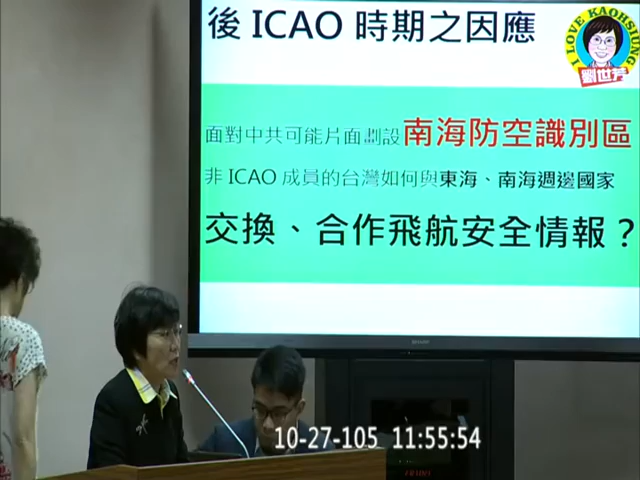 後 ICAO 時期之因應
I LOVE KAOHSIUNG
劉世芳
面對中共可能片面劃設南海防空識別區
非 ICAO 成員的台灣如何與東海、南海週邊國家
交換、合作飛航安全情報？
SHARP
10-27-105 11:55:54